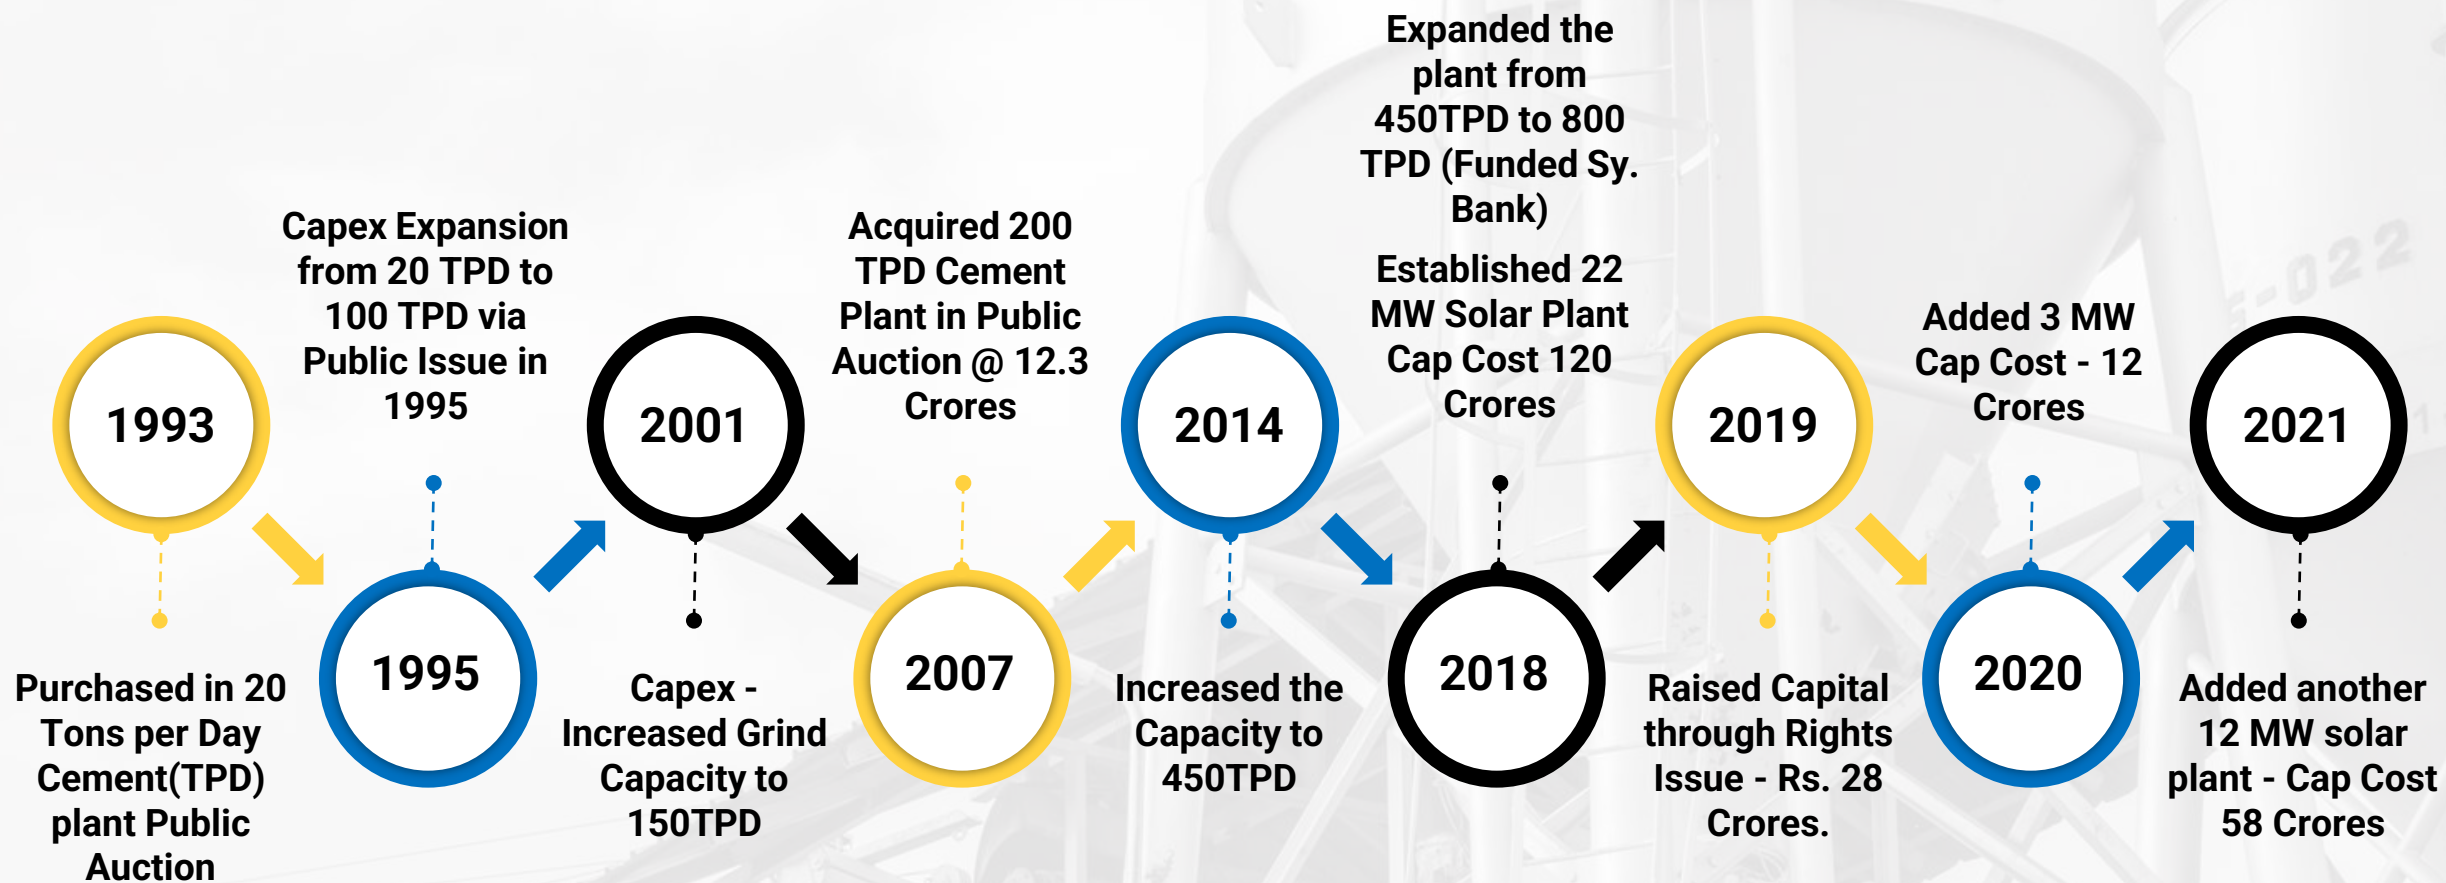 1993
Purchased in 20
Tons per Day
Cement(TPD)
plant Public
Auction
Capex Expansion
from 20 TPD to
100 TPD via
Public Issue in
1995
1995
2001
Capex -
Increased Grind
Capacity to
150TPD
Acquired 200
TPD Cement
Plant in Public
Auction @ 12.3
Crores
2007
2014
Increased the
Capacity to
450TPD
Expanded the
plant from
450TPD to 800
TPD (Funded Sy.
Bank)
Established 22
MW Solar Plant
Cap Cost 120
Crores
2018
2019
Raised Capital
through Rights
Issue - Rs. 28
Crores.
Added 3 MW
Cap Cost - 12
Crores
2020
2021
Added another
12 MW solar
plant - Cap Cost
58 Crores